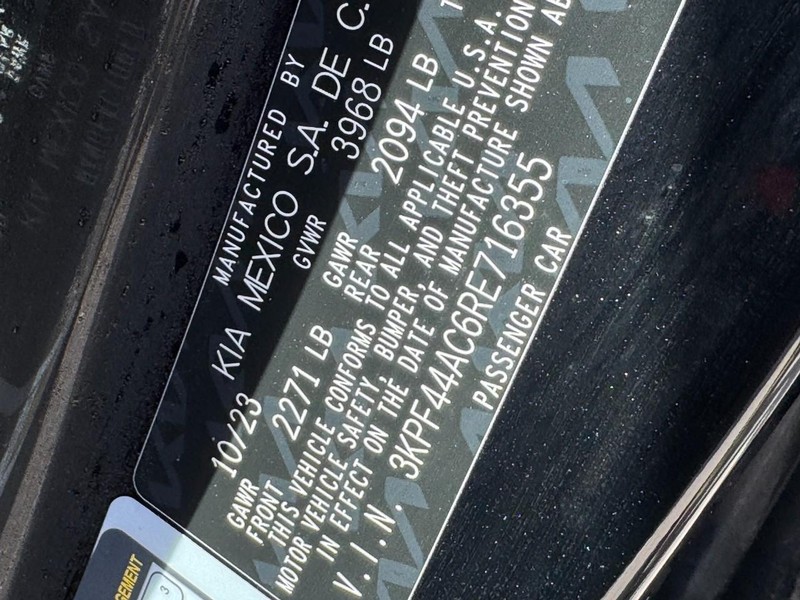 MANUFACTURED BY
10/23 KIA MEXICO S.A. DE C.
GVWR 3968 LB
GAWR FRONT 2271 LB GAWR REAR 2094 LB
THIS VEHICLE CONFORMS TO ALL APPLICABLE U.S.A.
MOTOR VEHICLE SAFETY, BUMPER, AND THEFT PREVENTION
IN EFFECT ON THE DATE OF MANUFACTURE SHOWN AB
V.I.N. 3KPF44AC6RE716355
PASSENGER CAR
GEMENT
3